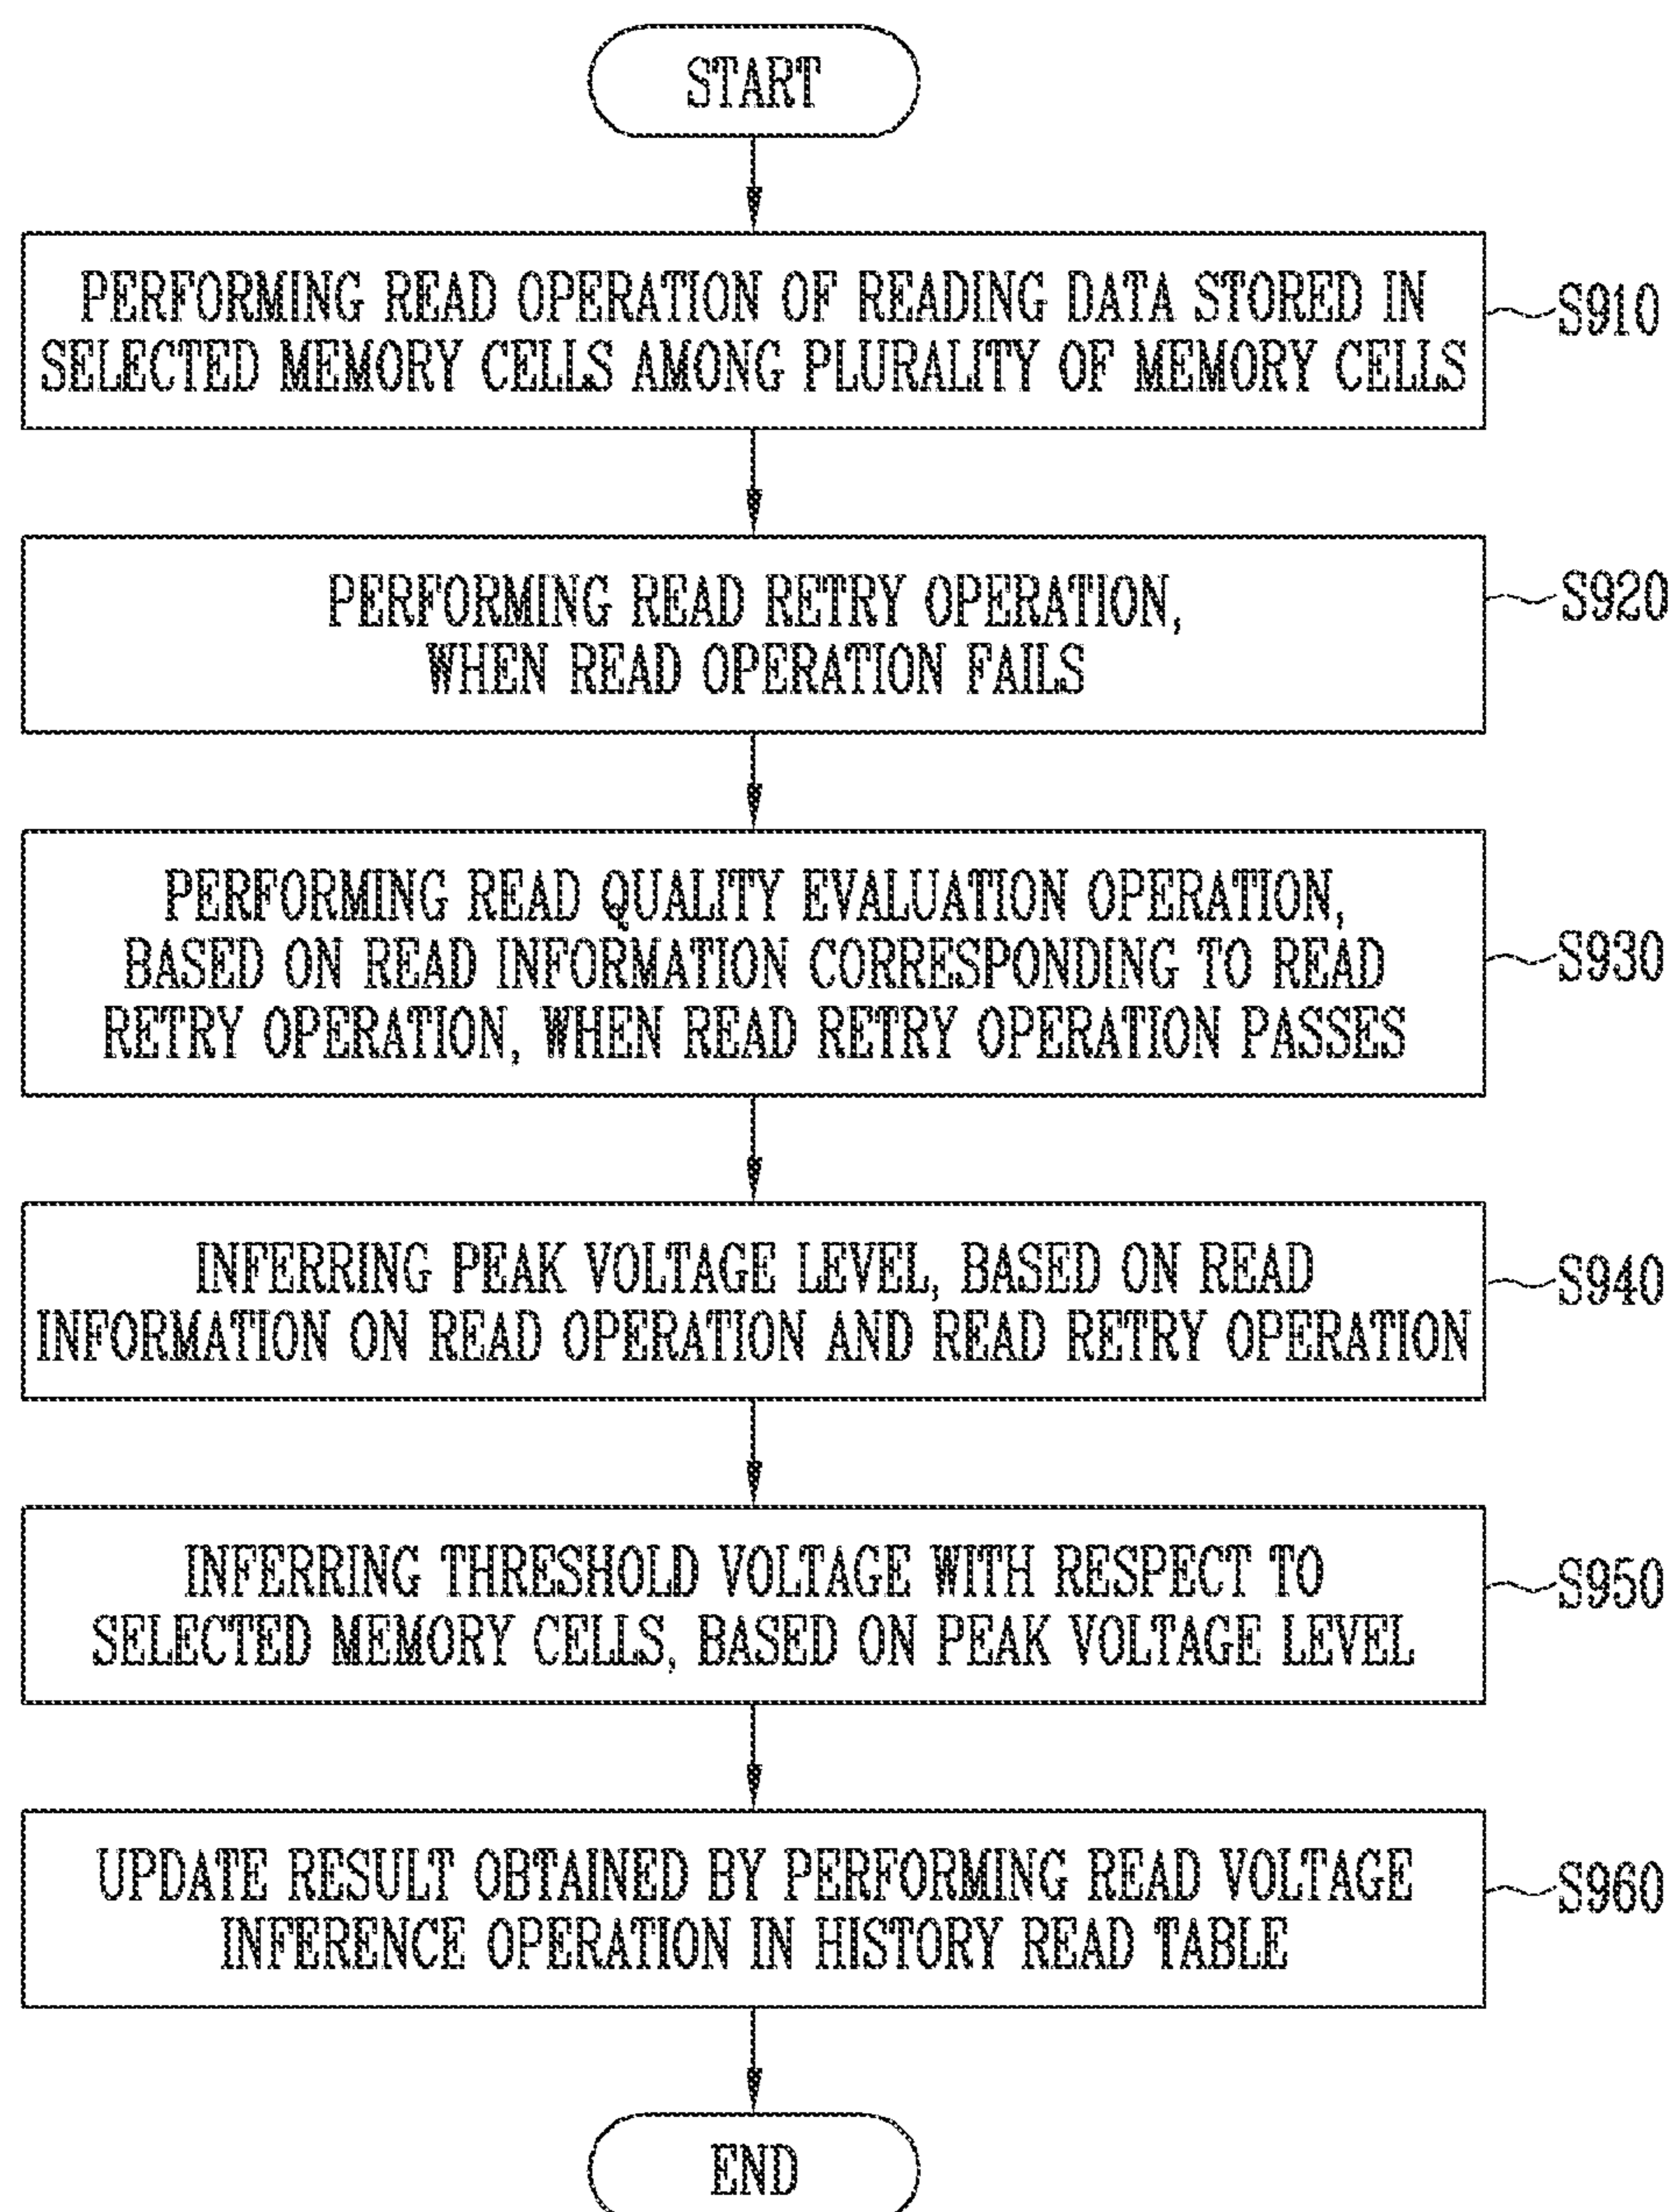 START
PERFORMING READ OPERATION OF READING DATA STORED IN
SELECTED MEMORY CELLS AMONG PLURALITY OF MEMORY CELLS
S910
PERFORMING READ RETRY OPERATION,
WHEN READ OPERATION FAILS
S920
PERFORMING READ QUALITY EVALUATION OPERATION,
BASED ON READ INFORMATION CORRESPONDING TO READ
RETRY OPERATION, WHEN READ RETRY OPERATION PASSES
S930
INFERRING PEAK VOLTAGE LEVEL, BASED ON READ
INFORMATION ON READ OPERATION AND READ RETRY OPERATION
S940
INFERRING THRESHOLD VOLTAGE WITH RESPECT TO
SELECTED MEMORY CELLS, BASED ON PEAK VOLTAGE LEVEL
S950
UPDATE RESULT OBTAINED BY PERFORMING READ VOLTAGE
INFERENCE OPERATION IN HISTORY READ TABLE
S960
END